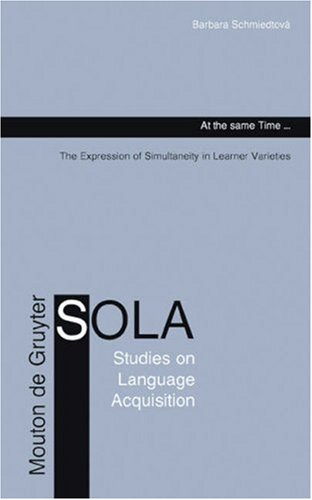 Barbara Schmiedtová
At the same Time ...
The Expression of Simultaneity in Learner Varieties
Mouton de Gruyter
SOLA
Studies on
Language
Acquisition